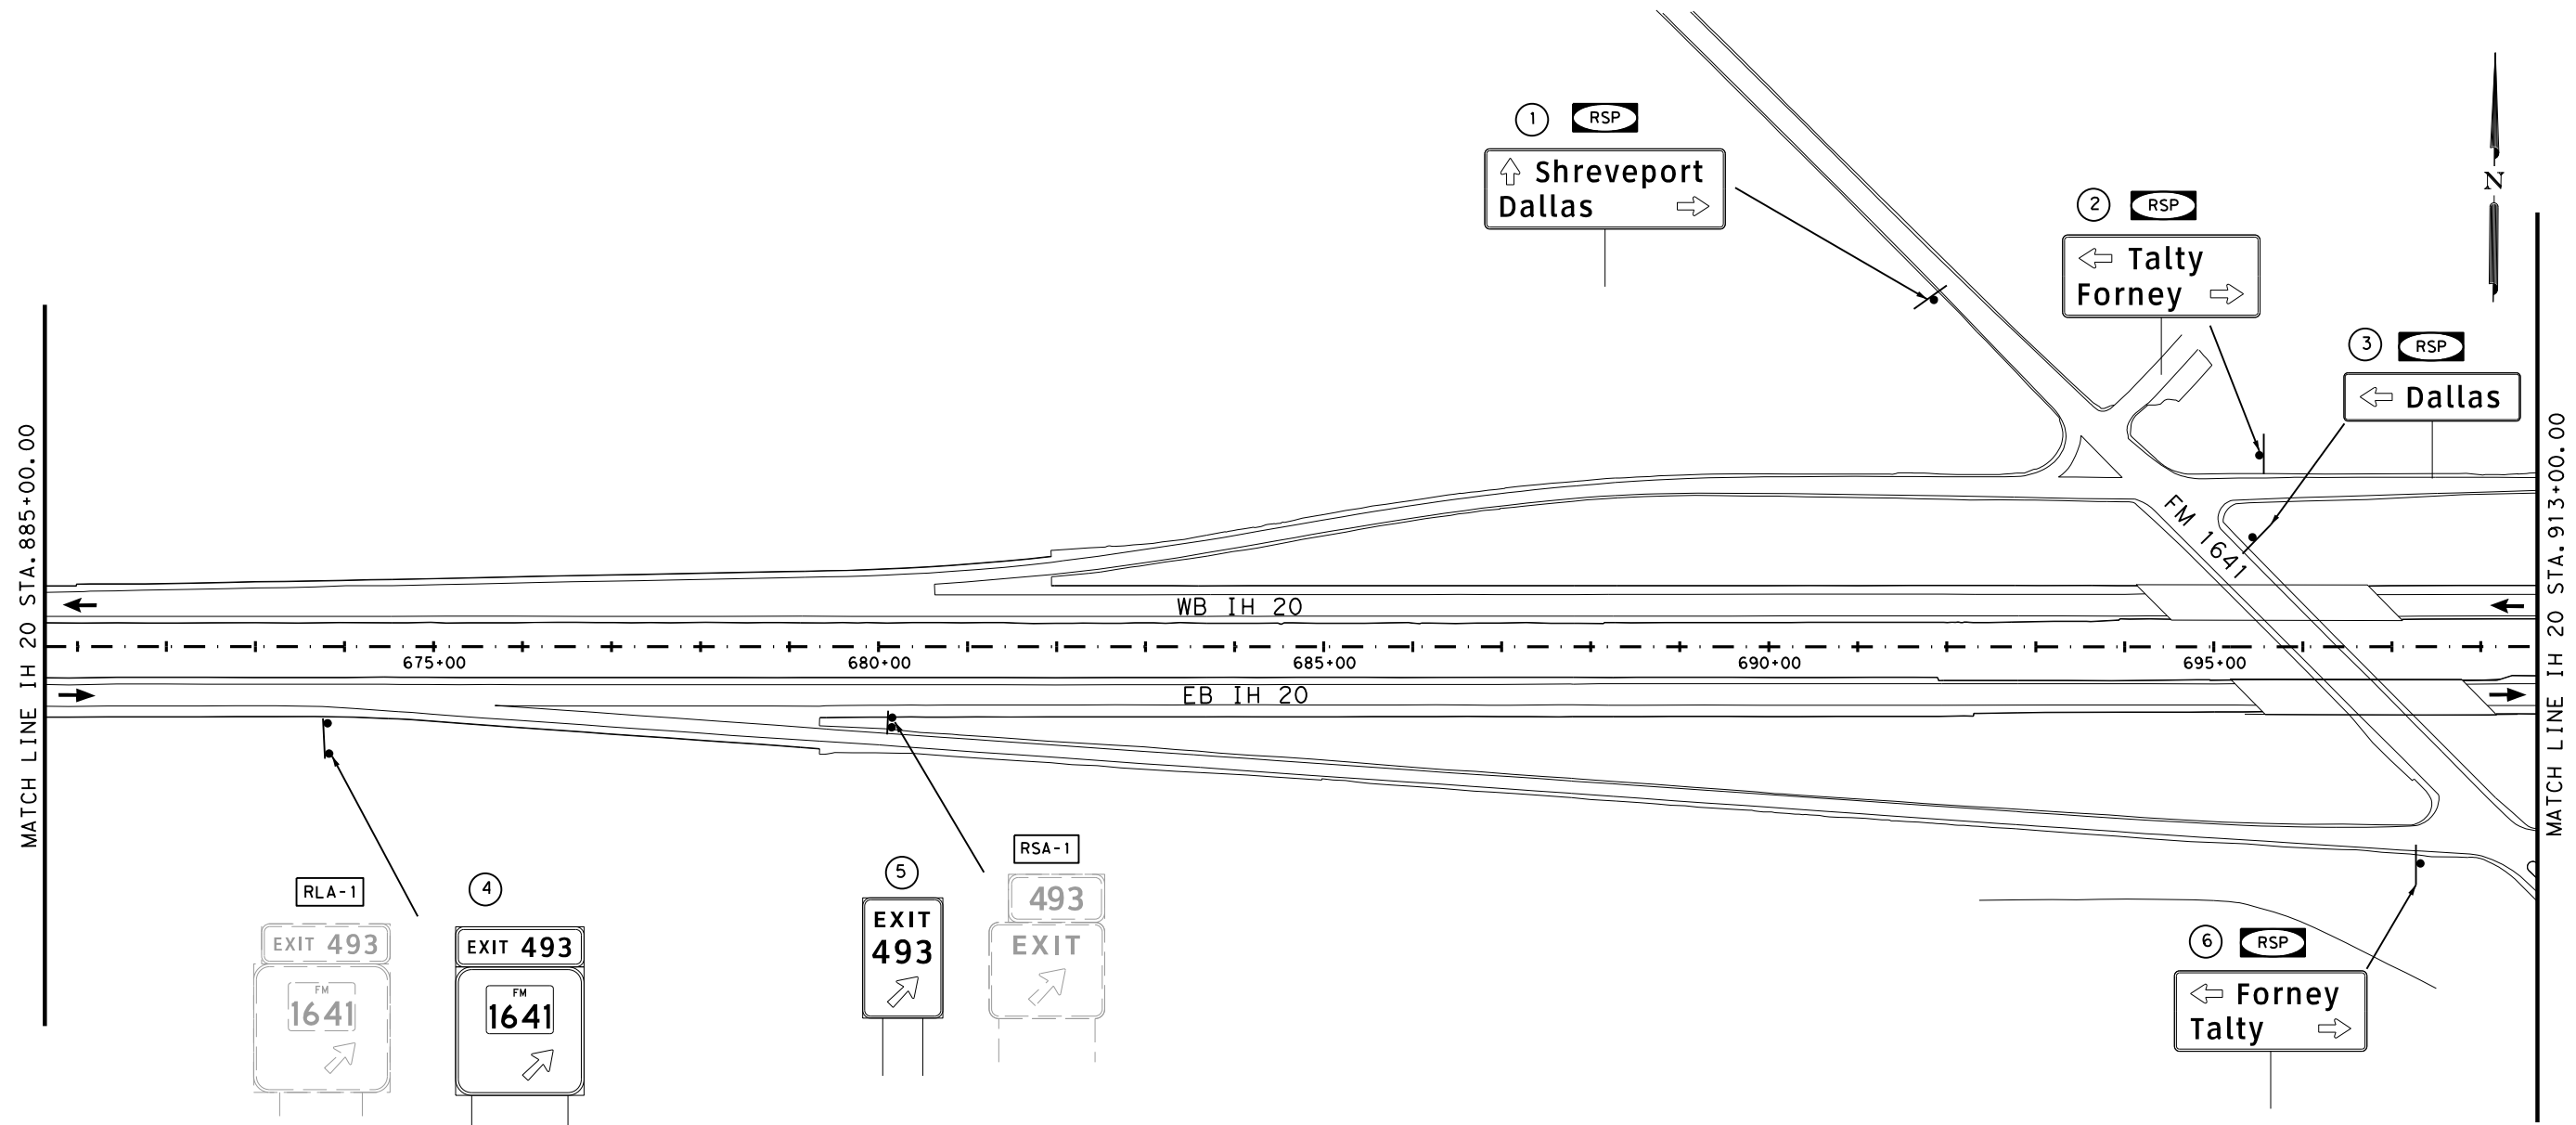 1 RSP
Shreveport
Dallas
N
2 RSP
Talty
Forney
3 RSP
Dallas
MATCH LINE IH 20 STA.885+00.00
MATCH LINE IH 20 STA.913+00.00
FM 1641
WB IH 20
675+00 680+00 685+00 690+00 695+00
EB IH 20
RLA-1
4
EXIT 493
FM
1641
EXIT 493
FM
1641
5
EXIT
493
RSA-1
493
EXIT
6 RSP
Forney
Talty